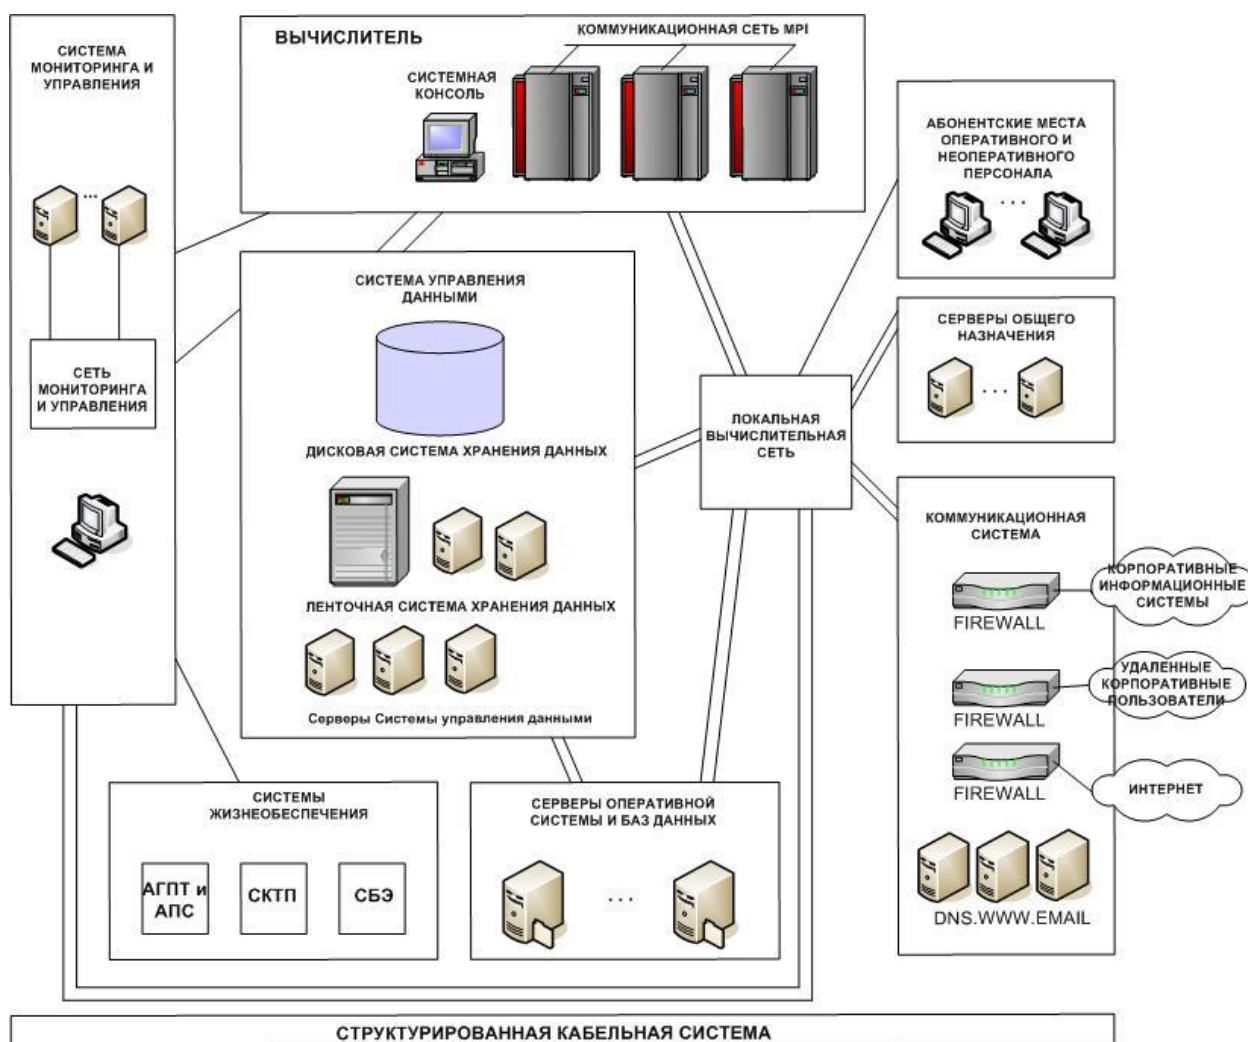 СИСТЕМА
МОНИТОРИНГА И
УПРАВЛЕНИЯ
...
СЕТЬ
МОНИТОРИНГА
И УПРАВЛЕНИЯ
ВЫЧИСЛИТЕЛЬ
КОММУНИКАЦИОННАЯ СЕТЬ MPI
СИСТЕМНАЯ
КОНСОЛЬ
СИСТЕМА УПРАВЛЕНИЯ
ДАННЫМИ
ДИСКОВАЯ СИСТЕМА ХРАНЕНИЯ ДАННЫХ
ЛЕНТОЧНАЯ СИСТЕМА ХРАНЕНИЯ ДАННЫХ
Серверы Системы управления данными
ЛОКАЛЬНАЯ
ВЫЧИСЛИТЕЛЬНАЯ
СЕТЬ
АБОНЕНТСКИЕ МЕСТА
ОПЕРАТИВНОГО И
НЕОПЕРАТИВНОГО
ПЕРСОНАЛА
...
СЕРВЕРЫ ОБЩЕГО
НАЗНАЧЕНИЯ
...
КОММУНИКАЦИОННАЯ
СИСТЕМА
FIREWALL
КОРПОРАТИВНЫЕ
ИНФОРМАЦИОННЫЕ
СИСТЕМЫ
FIREWALL
УДАЛЕННЫЕ
КОРПОРАТИВНЫЕ
ПОЛЬЗОВАТЕЛИ
FIREWALL
ИНТЕРНЕТ
DNS.WWW.EMAIL
СИСТЕМЫ
ЖИЗНЕОБЕСПЕЧЕНИЯ
АГПТ и
АПС
СКТП
СБЭ
СЕРВЕРЫ ОПЕРАТИВНОЙ
СИСТЕМЫ И БАЗ ДАННЫХ
...
СТРУКТУРИРОВАННАЯ КАБЕЛЬНАЯ СИСТЕМА